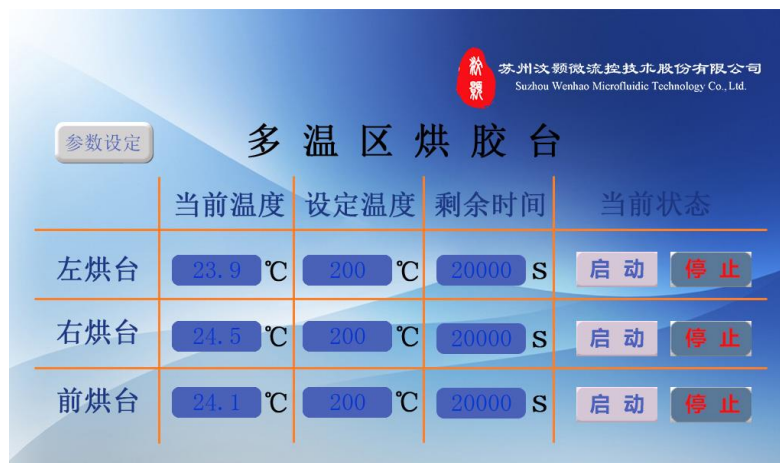 汶颢
苏州汶颢微流控技术股份有限公司
Suzhou Wenhao Microfluidic Technology Co., Ltd.
参数设定
多温区烘胶台
当前温度 设定温度 剩余时间 当前状态
左烘台 23.9 ℃ 200 ℃ 20000 S 启动 停止
右烘台 24.5 ℃ 200 ℃ 20000 S 启动 停止
前烘台 24.1 ℃ 200 ℃ 20000 S 启动 停止